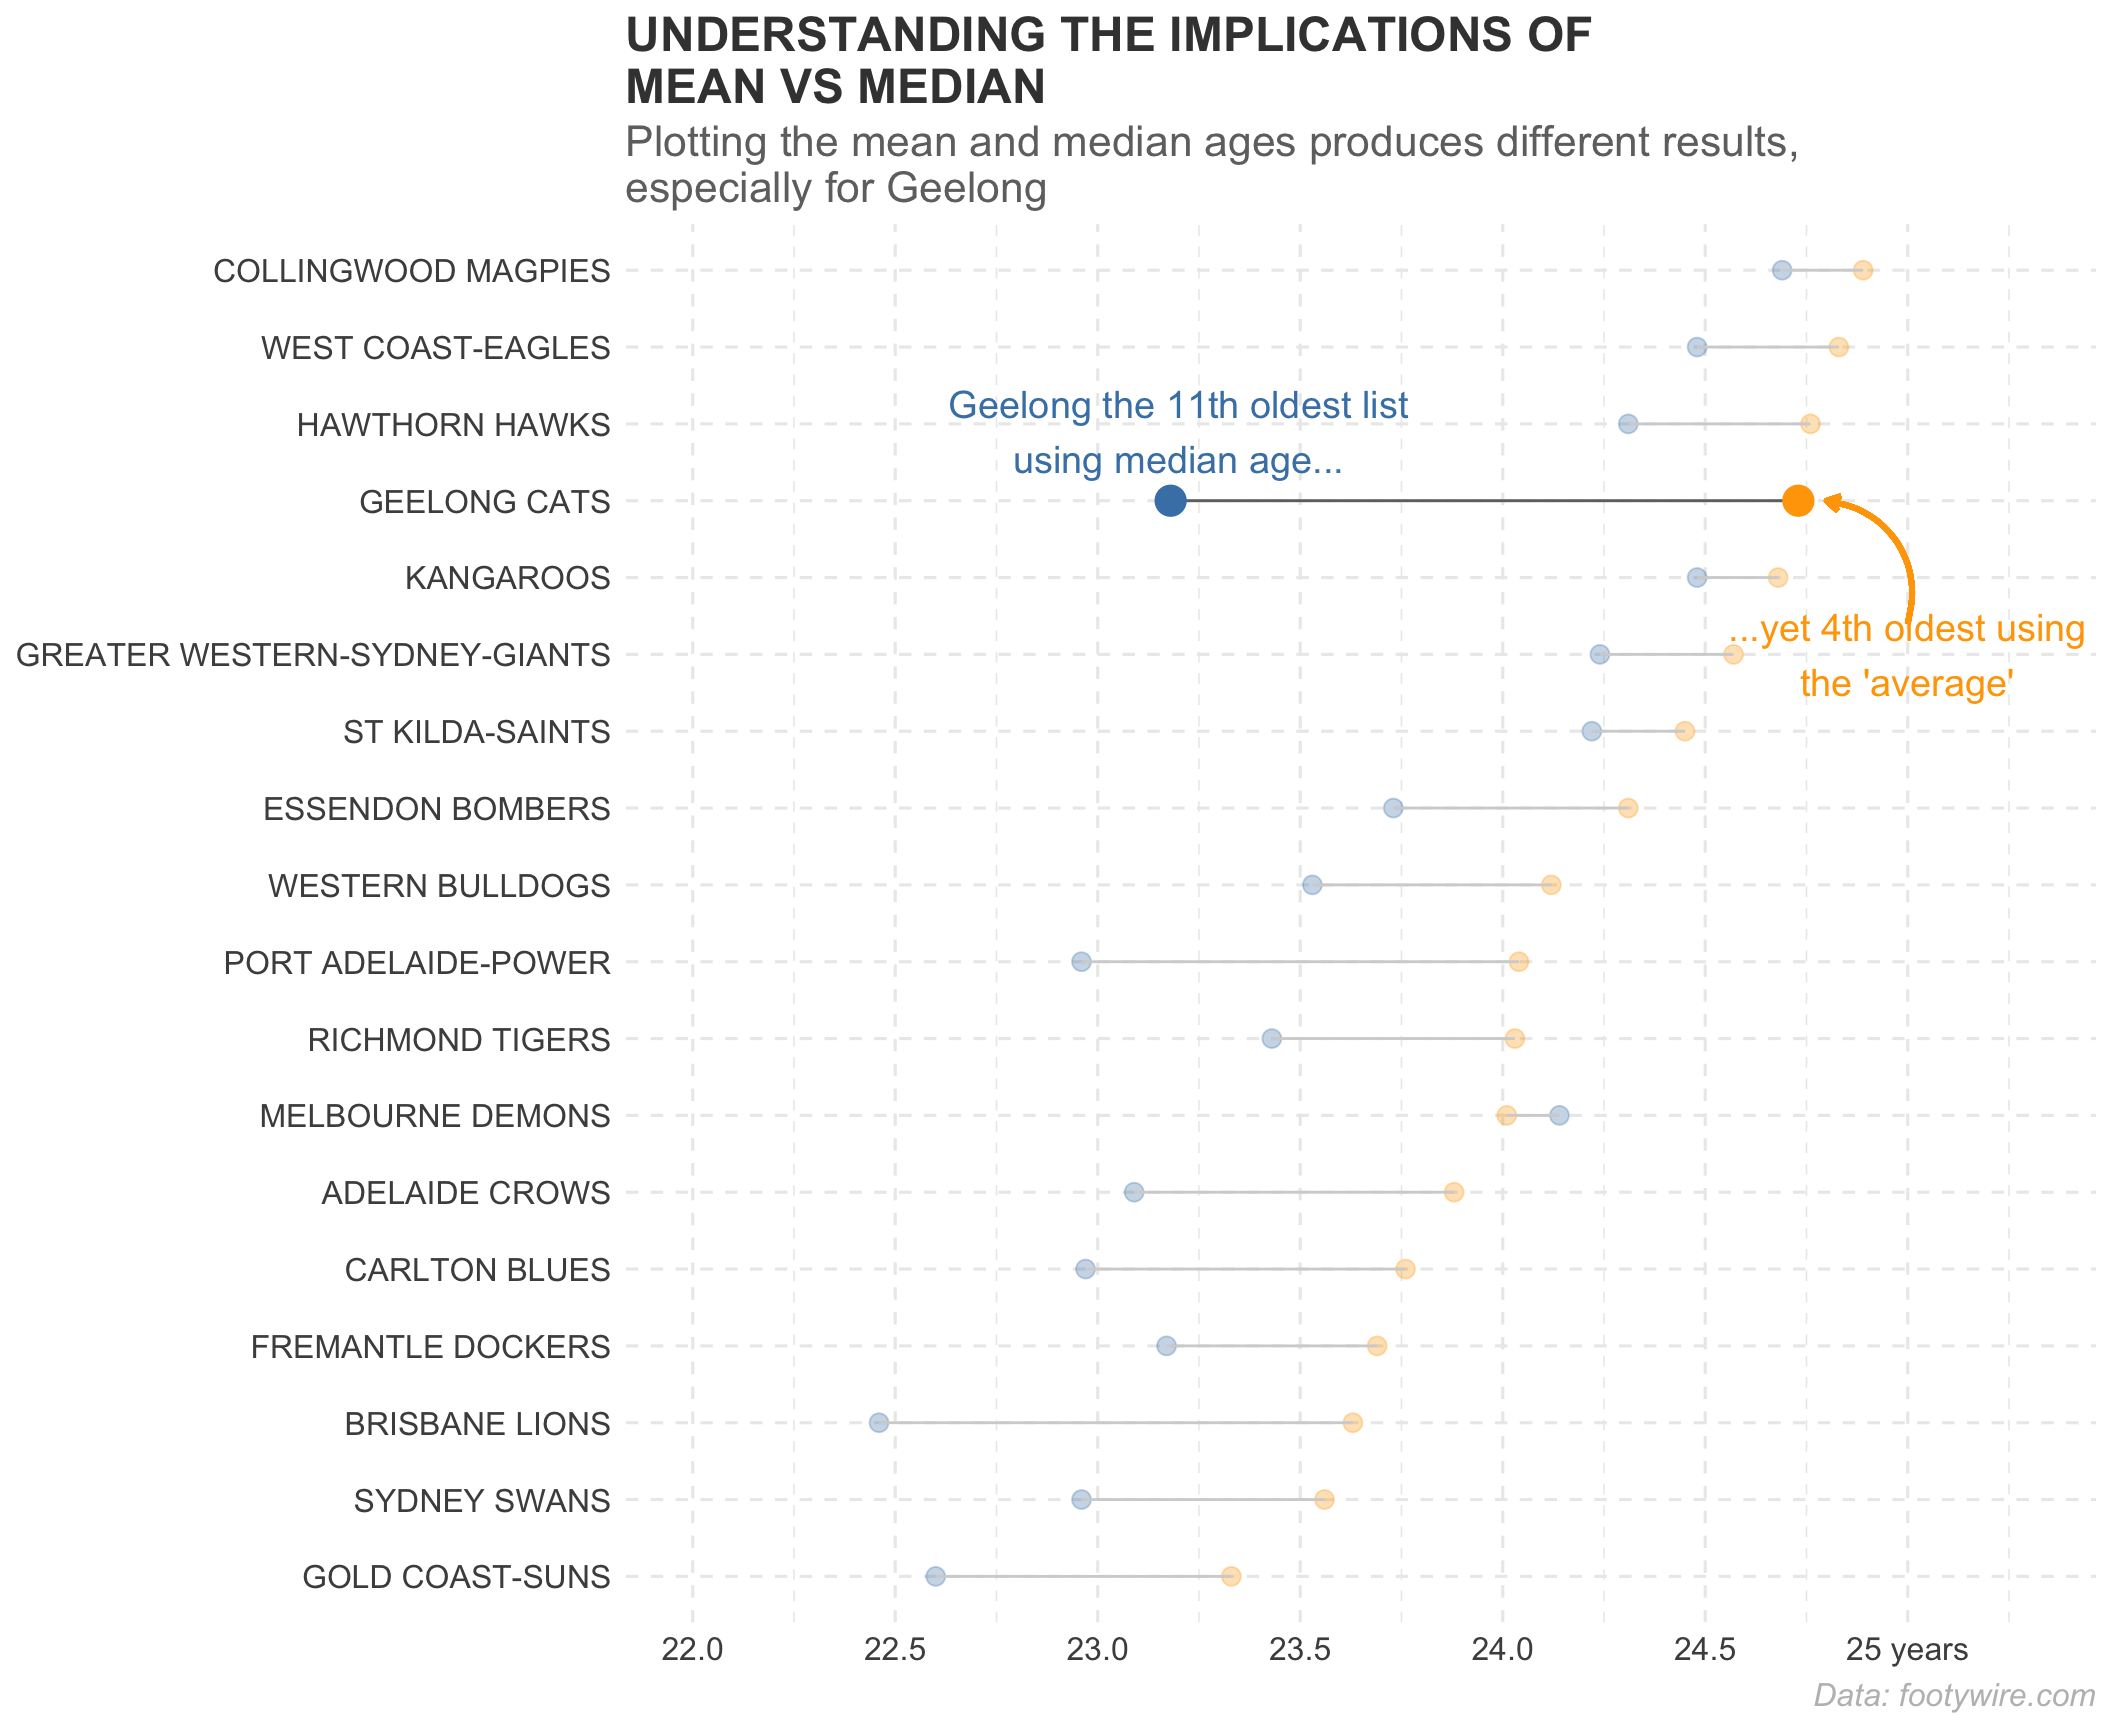 UNDERSTANDING THE IMPLICATIONS OF
MEAN VS MEDIAN
Plotting the mean and median ages produces different results,
especially for Geelong
COLLINGWOOD MAGPIES
WEST COAST-EAGLES
Geelong the 11th oldest list
HAWTHORN HAWKS
using median age...
GEELONG CATS
KANGAROOS
...yet 4th oldest using
GREATER WESTERN-SYDNEY-GIANTS
the 'average'
ST KILDA-SAINTS
ESSENDON BOMBERS
WESTERN BULLDOGS
PORT ADELAIDE-POWER
RICHMOND TIGERS
MELBOURNE DEMONS
ADELAIDE CROWS
CARLTON BLUES
FREMANTLE DOCKERS
BRISBANE LIONS
SYDNEY SWANS
GOLD COAST-SUNS
22.0 22.5 23.0 23.5 24.0 24.5 25 years
Data: footywire.com